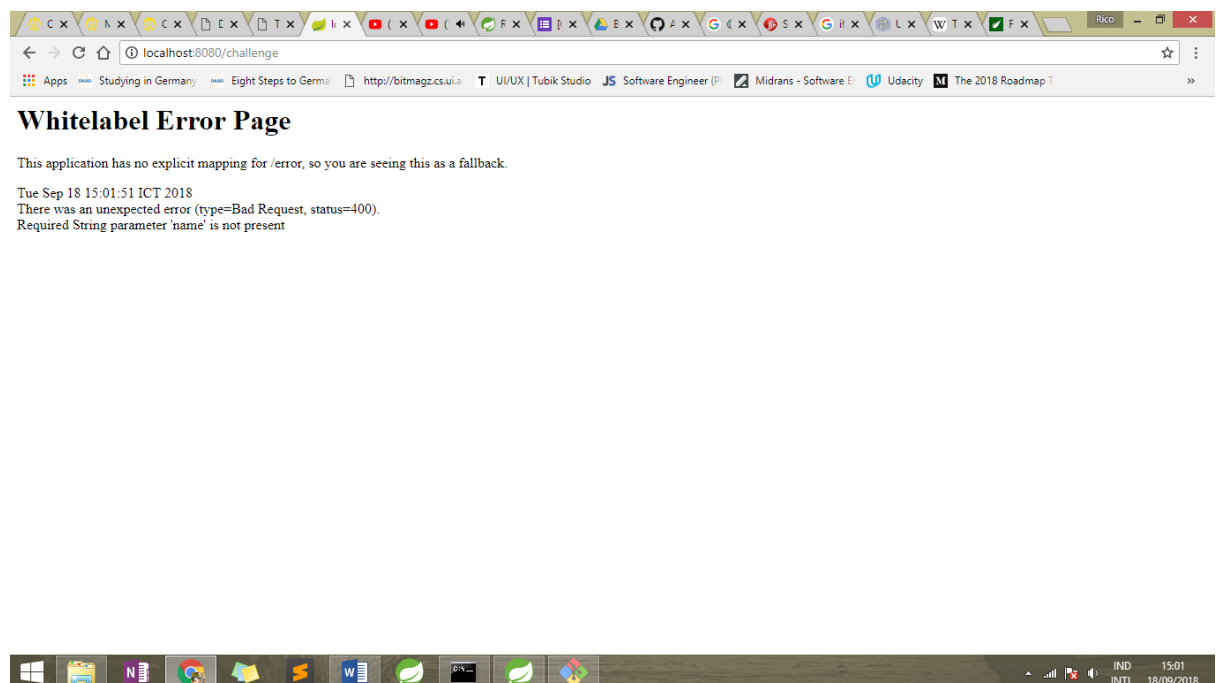 C N C D T l ( ( F [ B A G S G if L W T F Rico
localhost:8080/challenge
Apps Studying in Germany Eight Steps to Germa http://bitmagz.cs.ui.a T UI/UX | Tubik Studio JS Software Engineer (P Midrans - Software E Udacity M The 2018 Roadmap T »
Whitelabel Error Page
This application has no explicit mapping for /error, so you are seeing this as a fallback.
Tue Sep 18 15:01:51 ICT 2018
There was an unexpected error (type=Bad Request, status=400).
Required String parameter 'name' is not present
IND 15:01
INTL 18/09/2018